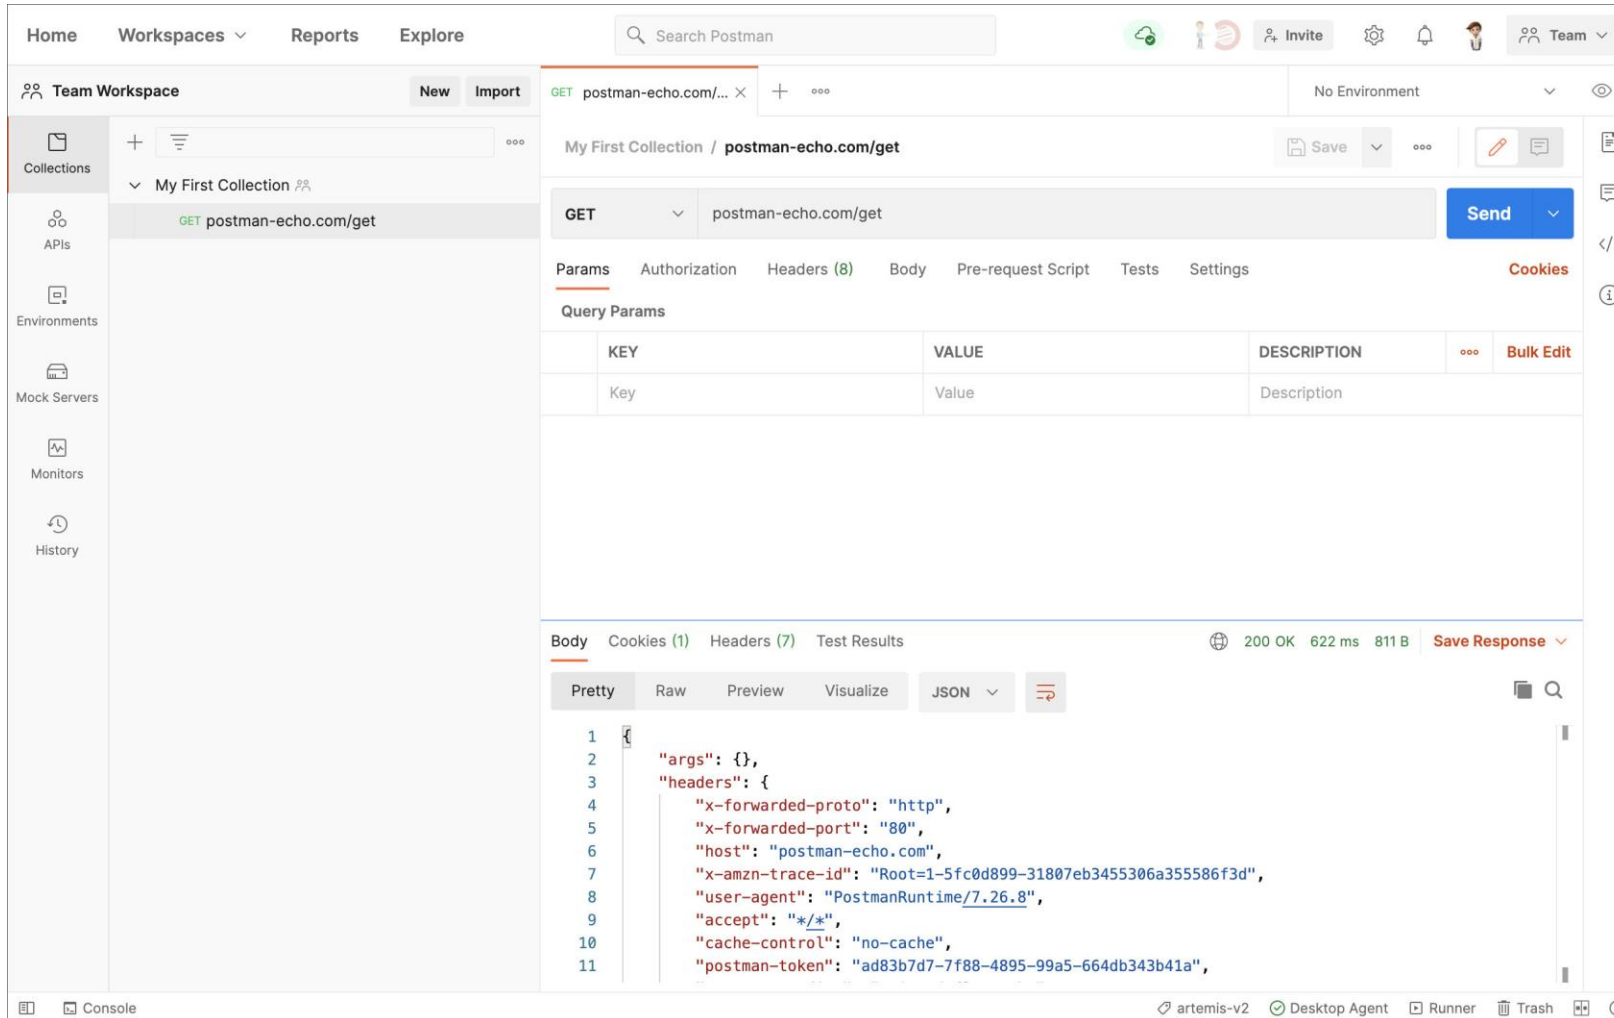 Home Workspaces Reports Explore Search Postman Invite Team
Team Workspace New Import GET postman-echo.com/... No Environment
Collections
My First Collection / postman-echo.com/get Save
My First Collection
GET postman-echo.com/get
GET postman-echo.com/get Send
APIs
Params Authorization Headers (8) Body Pre-request Script Tests Settings Cookies
Environments
Query Params
KEY VALUE DESCRIPTION Bulk Edit
Mock Servers
Key Value Description
Monitors
History
Body Cookies (1) Headers (7) Test Results 200 OK 622 ms 811 B Save Response
Pretty Raw Preview Visualize JSON
1 {
2 "args": {},
3 "headers": {
4 "x-forwarded-proto": "http",
5 "x-forwarded-port": "80",
6 "host": "postman-echo.com",
7 "x-amzn-trace-id": "Root=1-5fc0d899-31807eb3455306a355586f3d",
8 "user-agent": "PostmanRuntime/7.26.8",
9 "accept": "*/*",
10 "cache-control": "no-cache",
11 "postman-token": "ad83b7d7-7f88-4895-99a5-664db343b41a",
Console artemis-v2 Desktop Agent Runner Trash